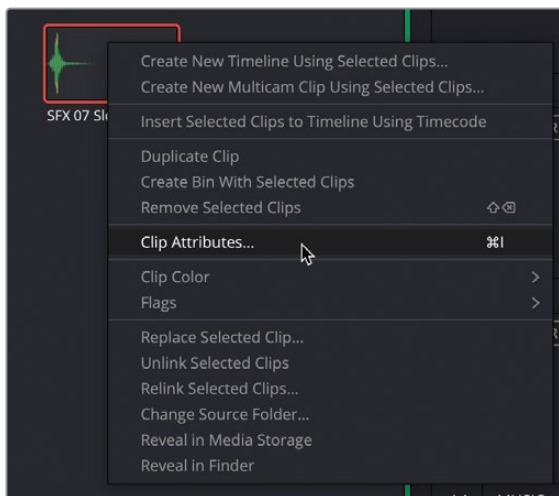 Create New Timeline Using Selected Clips...
Create New Multicam Clip Using Selected Clips...
SFX 07
Insert Selected Clips to Timeline Using Timecode
Duplicate Clip
Create Bin With Selected Clips
Remove Selected Clips ⇧⌫
Clip Attributes... ⌘I
Clip Color >
Flags >
Replace Selected Clip...
Unlink Selected Clips
Relink Selected Clips...
Change Source Folder...
Reveal in Media Storage
Reveal in Finder